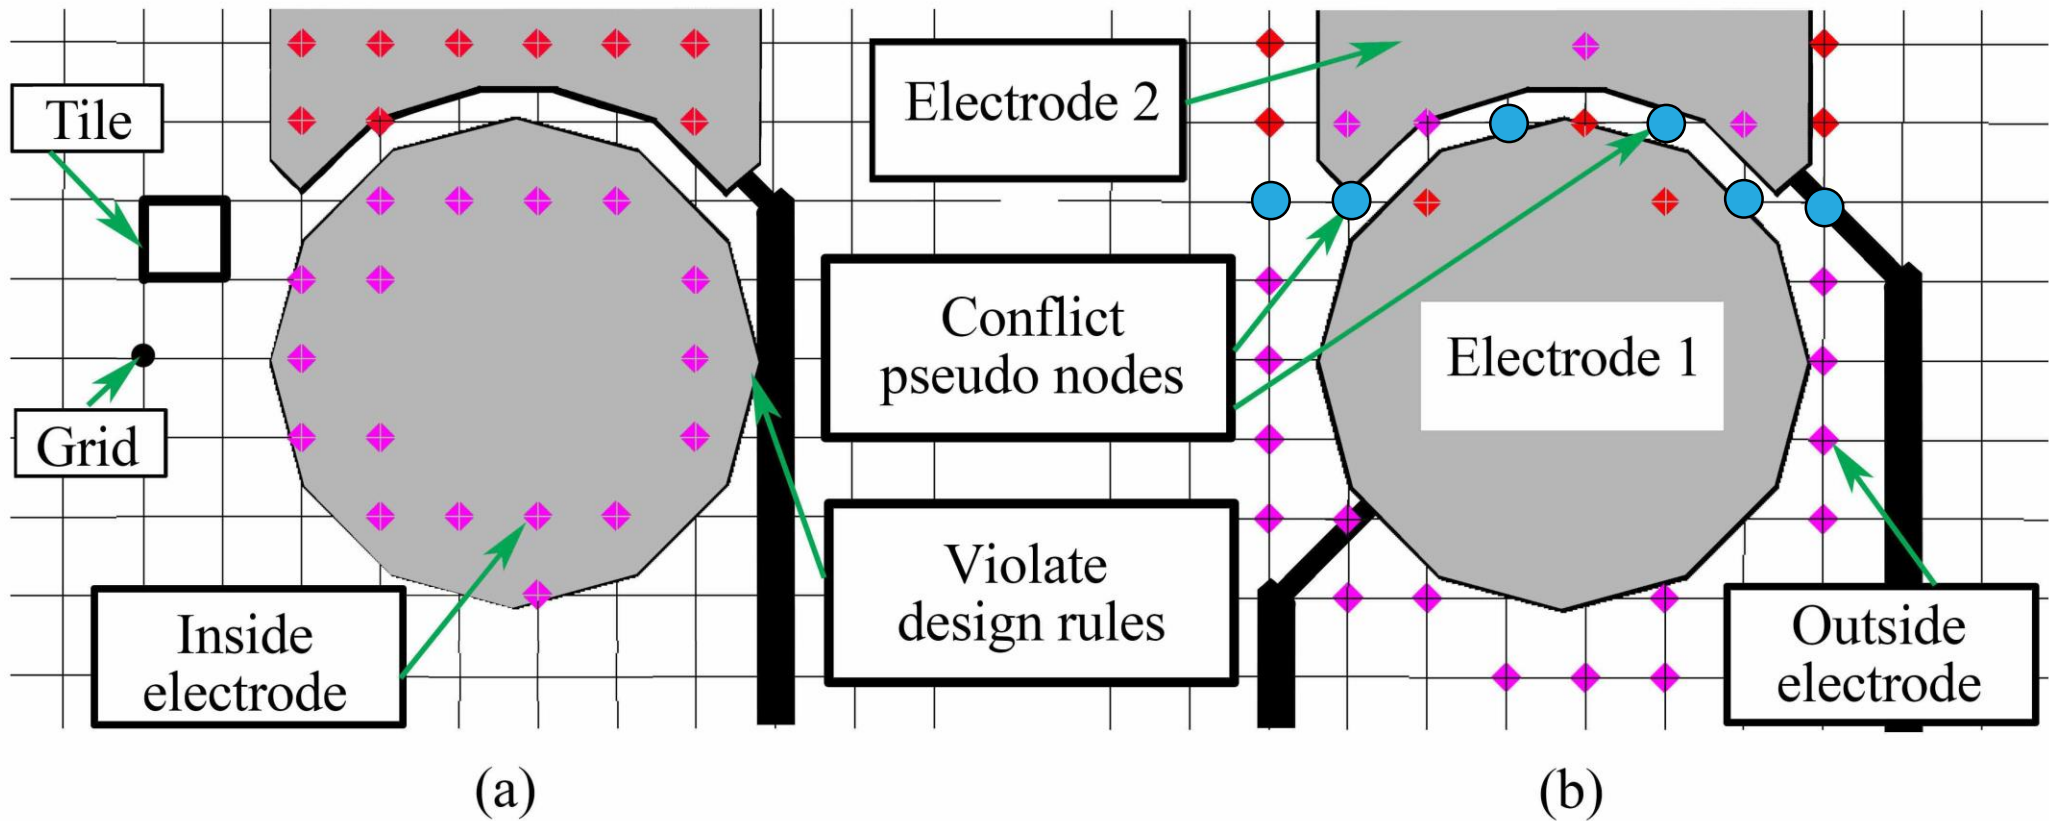 Tile
Grid
Inside
electrode
Electrode 2
Conflict
pseudo nodes
Violate
design rules
Electrode 1
Outside
electrode
(a)
(b)